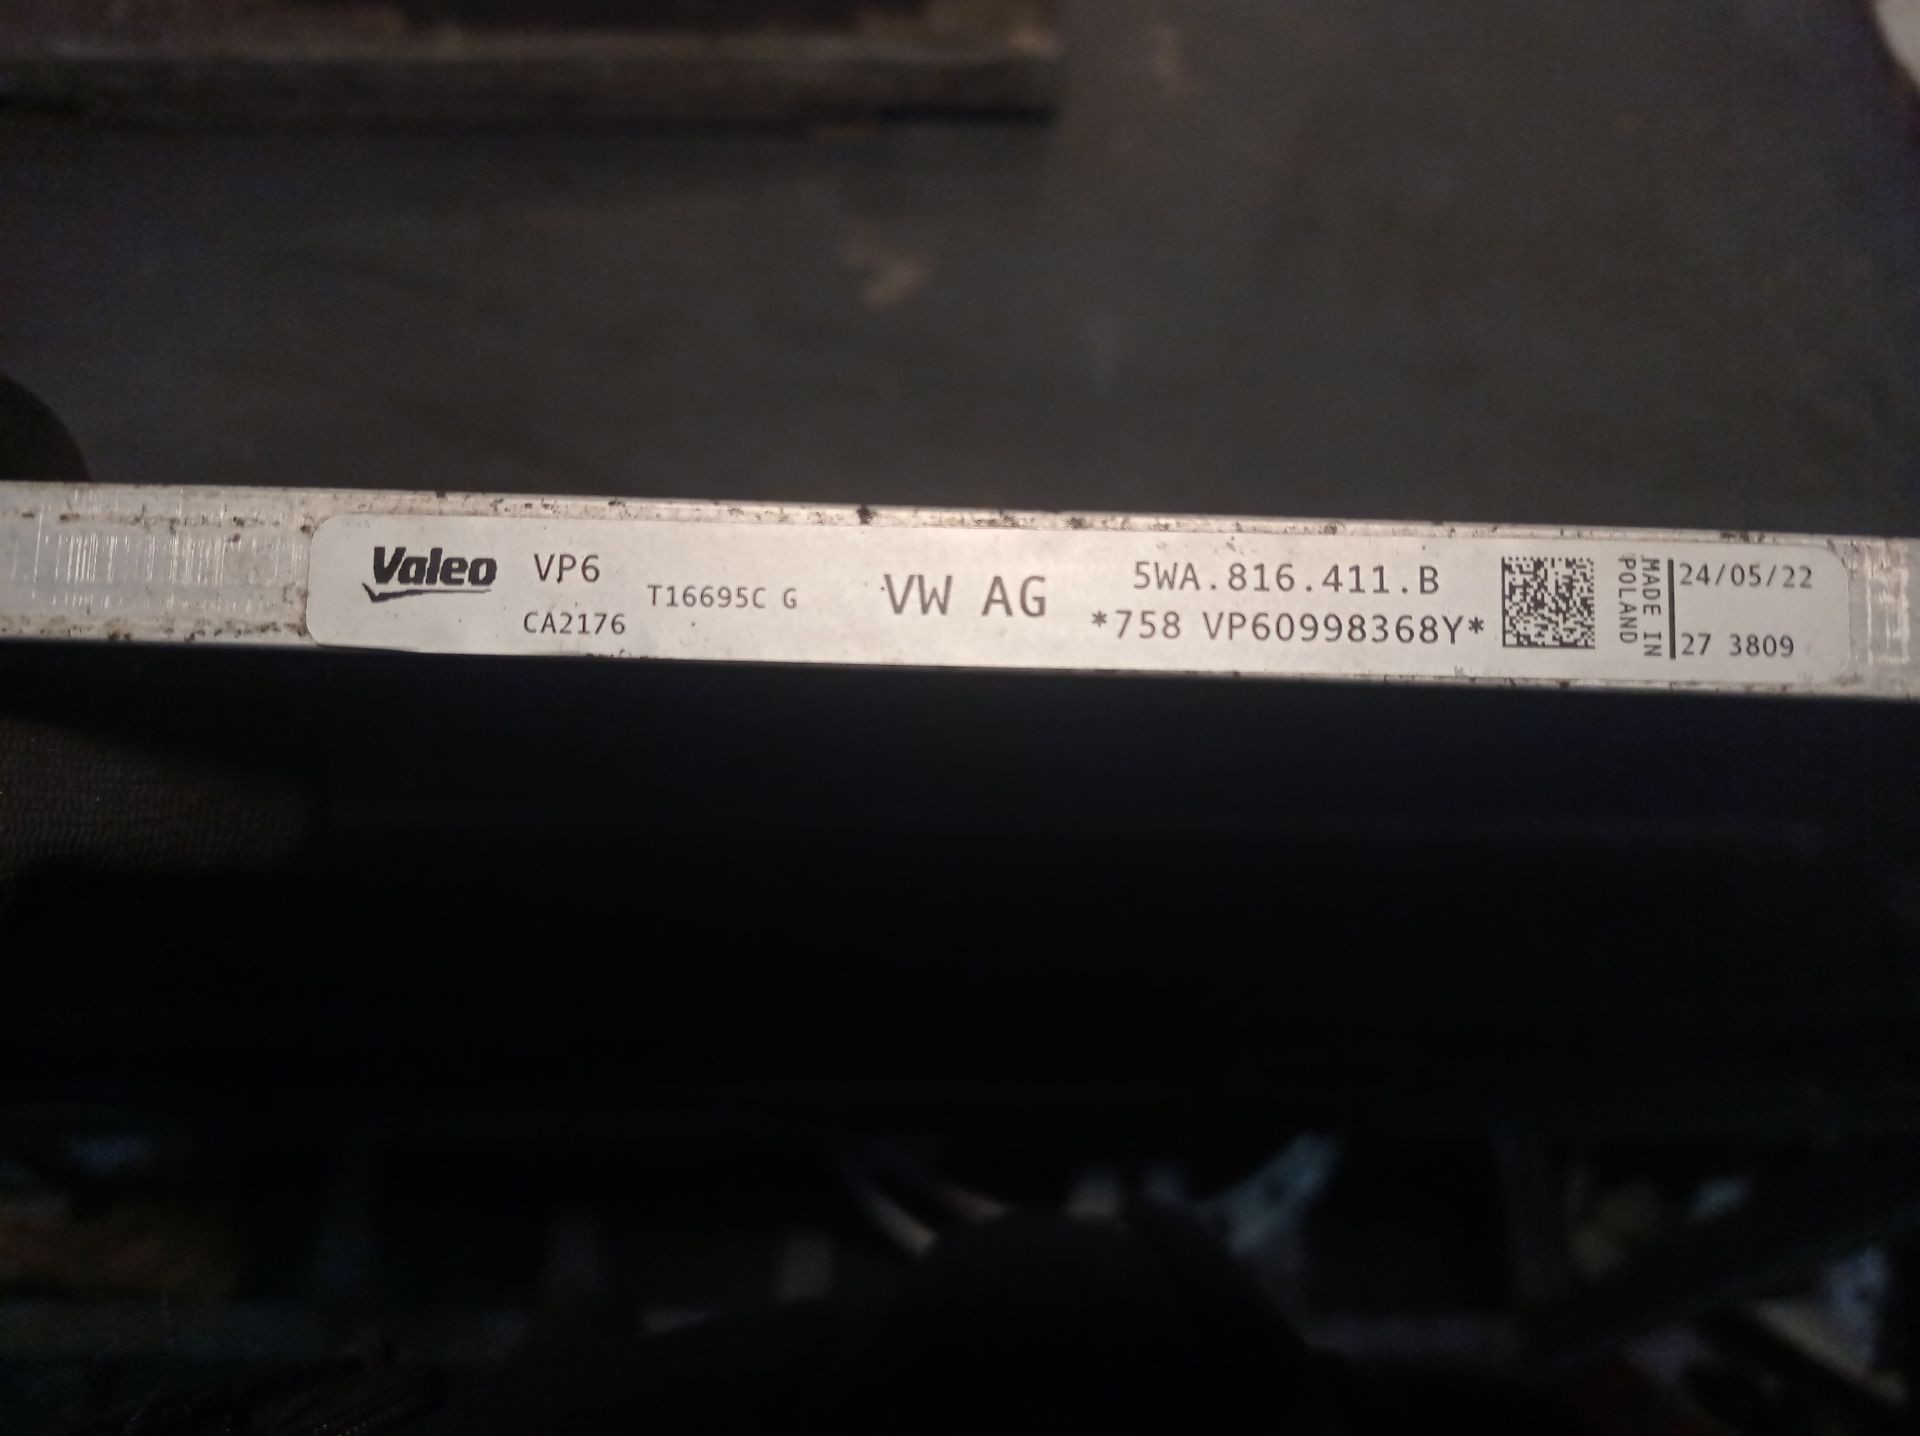 Valeo VP6
CA2176
T16695C G
VW AG
5WA.816.411.B
*758 VP60998368Y*
MADE IN
POLAND
24/05/22
27 3809